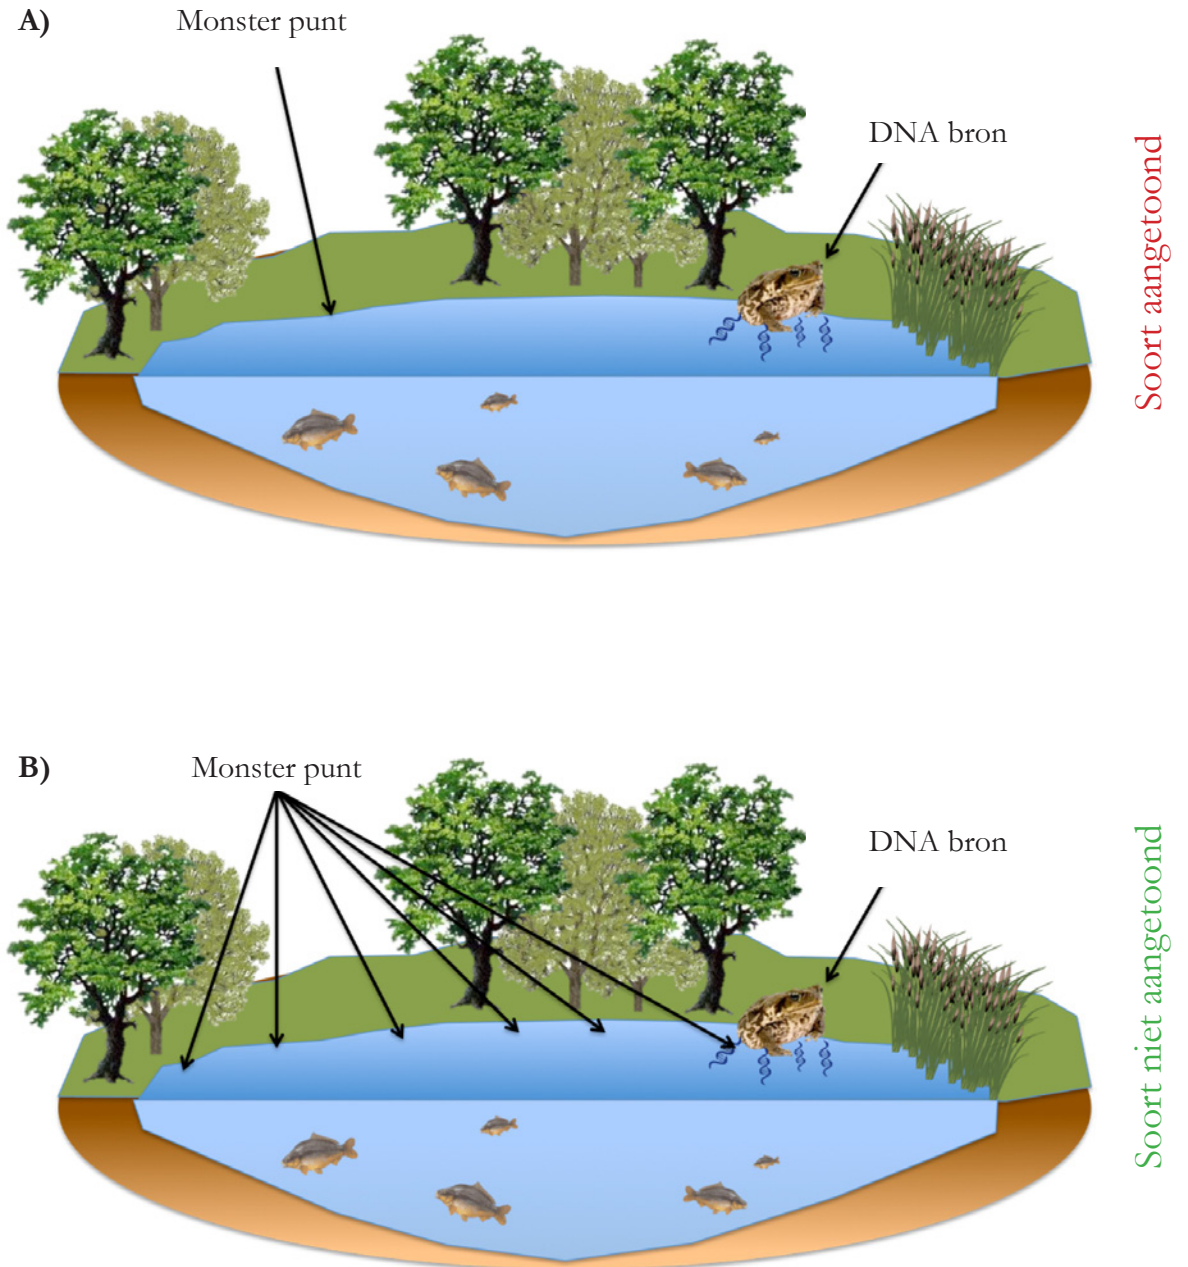 A)
Monster punt
DNA bron
Soort aangetoond
B)
Monster punt
DNA bron
Soort niet aangetoond